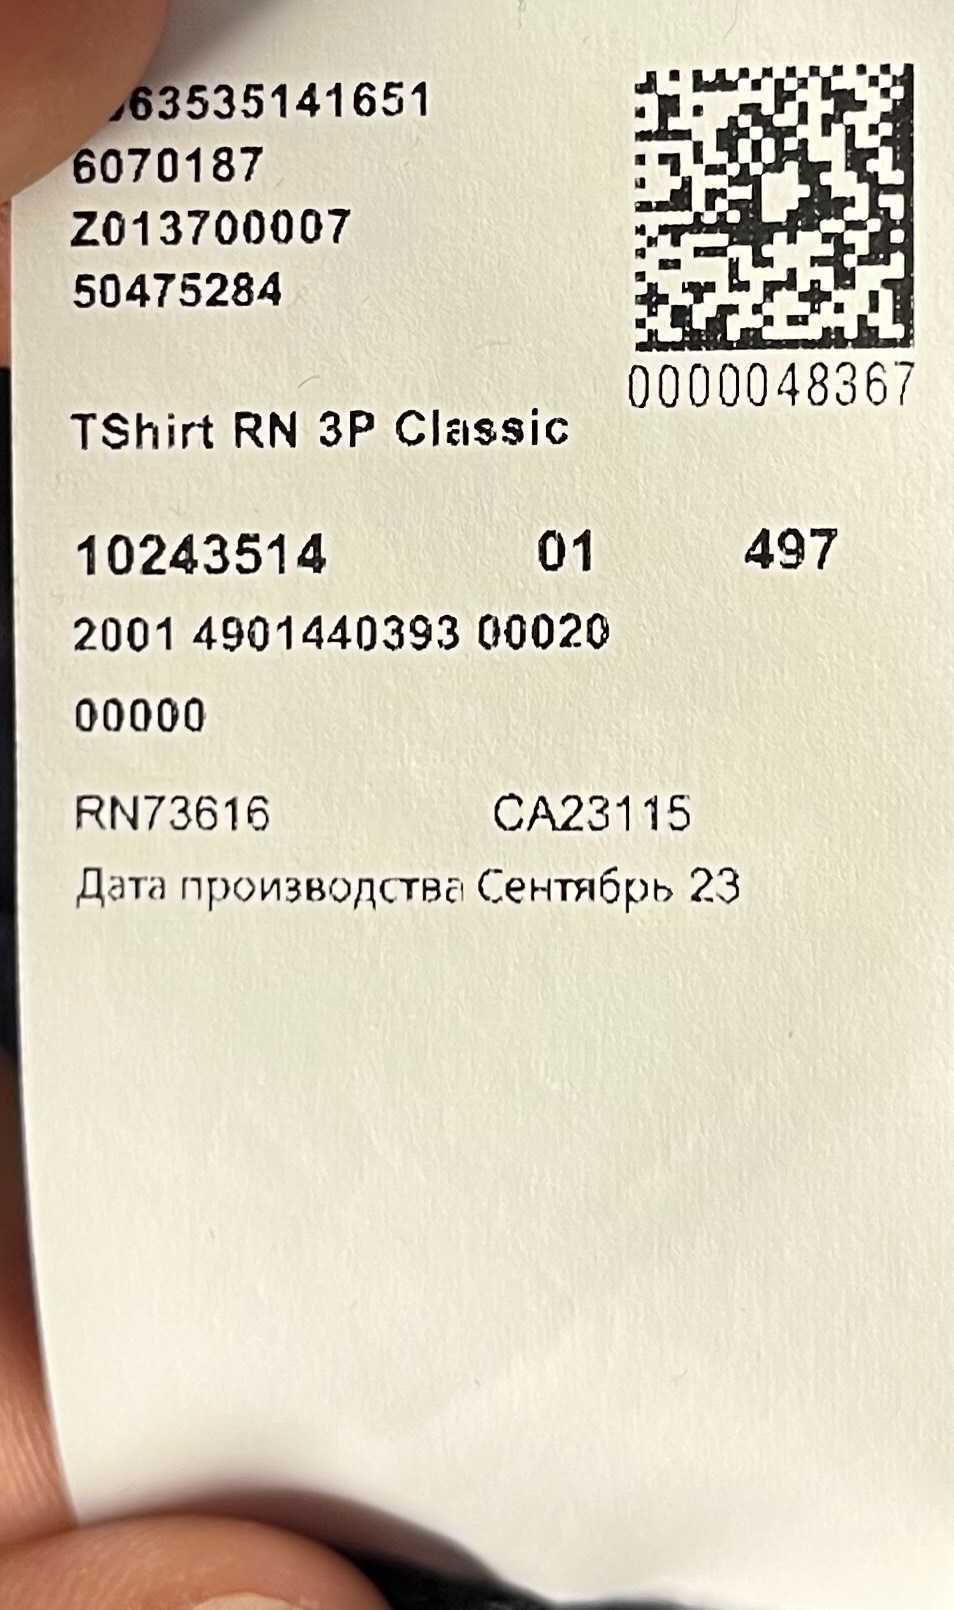 6070187
Z013700007
50475284
0000048367
TShirt RN 3P Classic
10243514 01 497
2001 4901440393 00020
00000
RN73616 CA23115
Дата производства Сентябрь 23